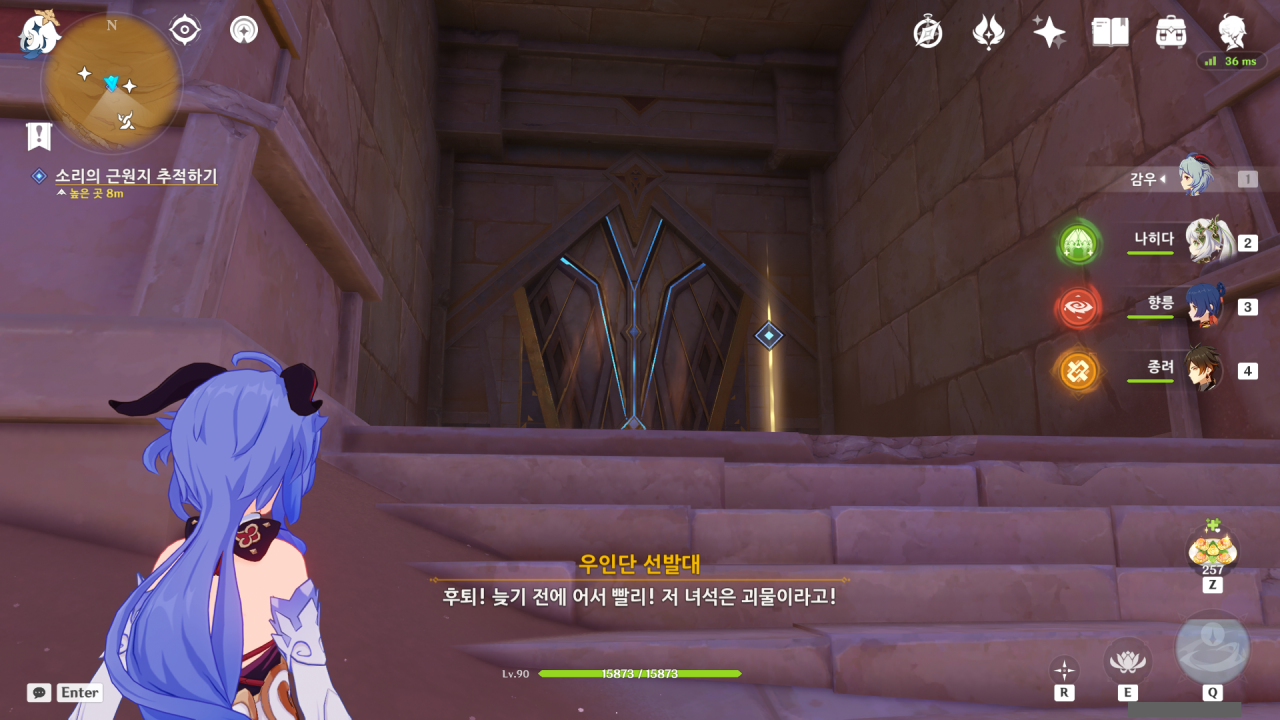 N
36 ms
소리의 근원지 추적하기
높은 곳 8m
감우
1
나히다
2
향릉
3
종려
4
우인단 선발대
후퇴! 늦기 전에 어서 빨리! 저 녀석은 괴물이라고!
257
Z
Lv.90
15873 / 15873
Enter
R
E
Q